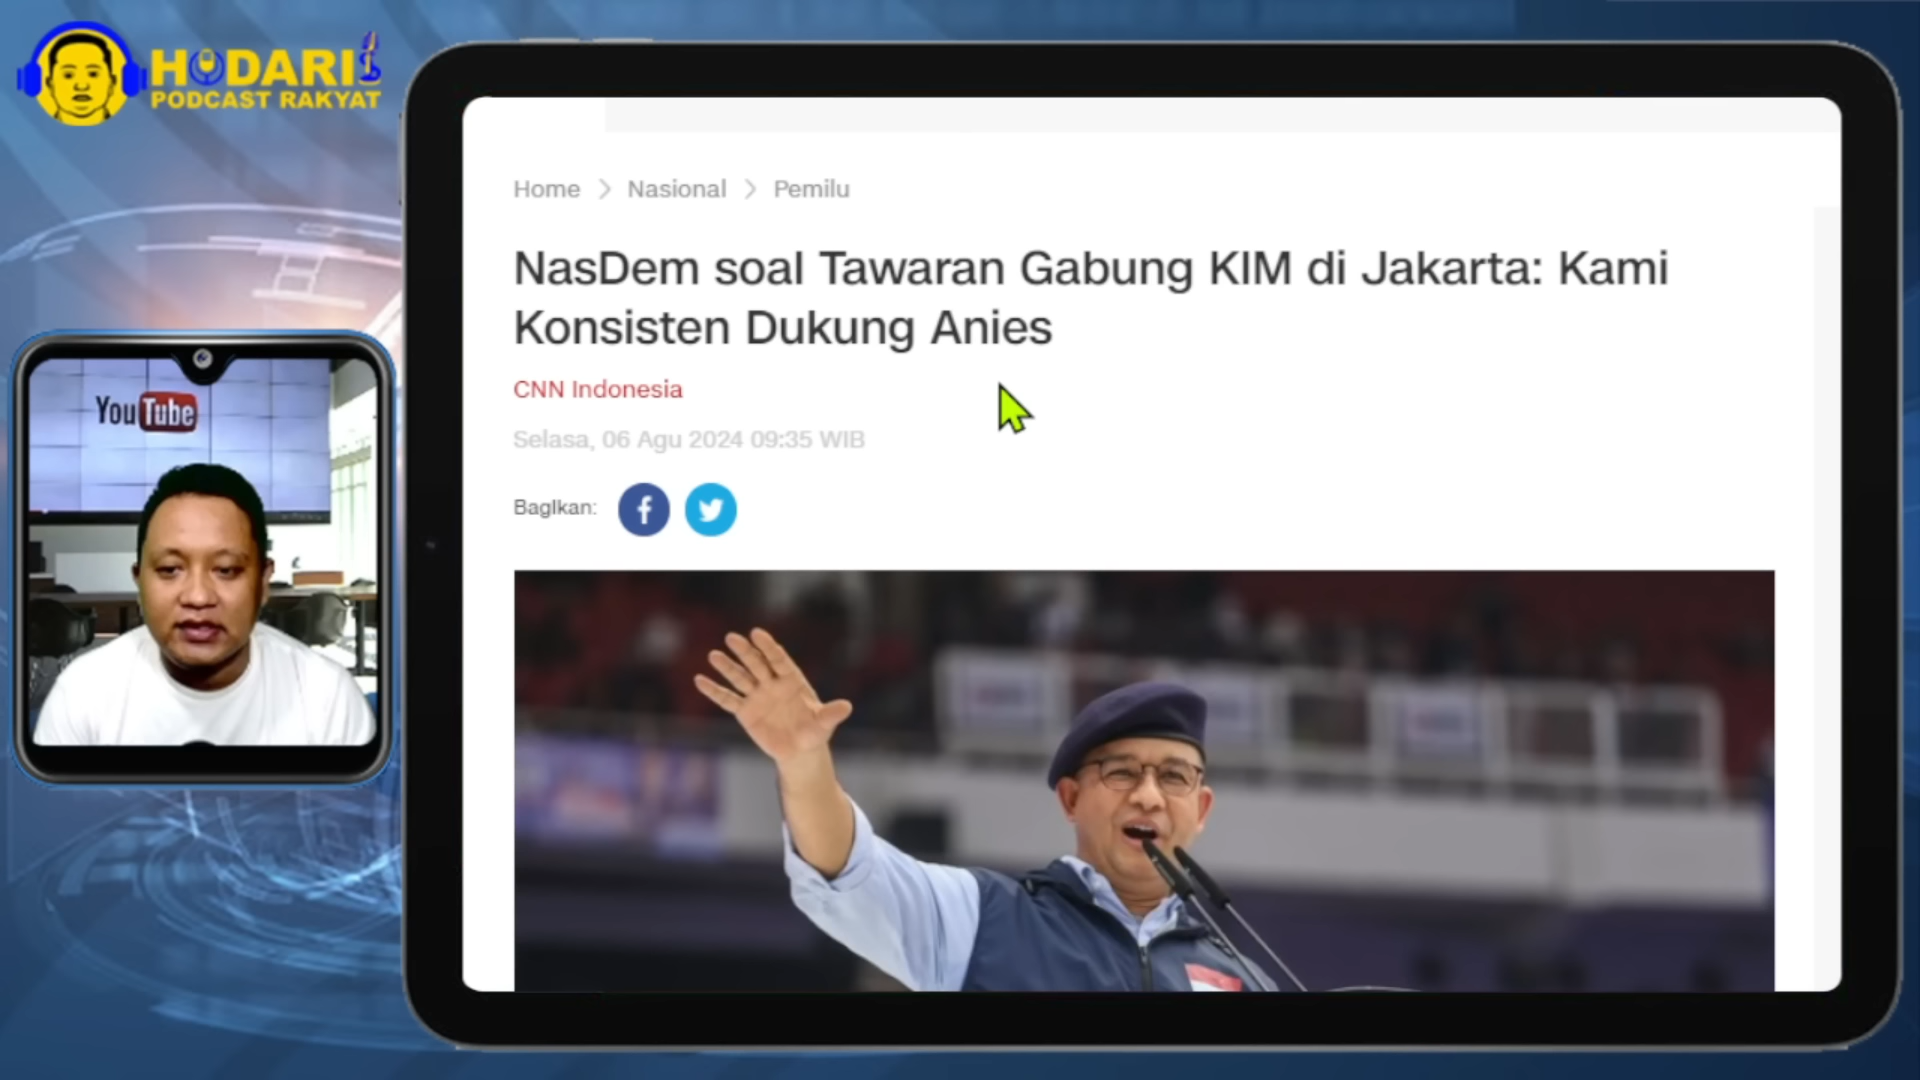 HODARI
PODCAST RAKYAT
Home > Nasional > Pemilu
NasDem soal Tawaran Gabung KIM di Jakarta: Kami
Konsisten Dukung Anies
CNN Indonesia
Selasa, 06 Agu 2024 09:35 WIB
Bagikan:
YouTube